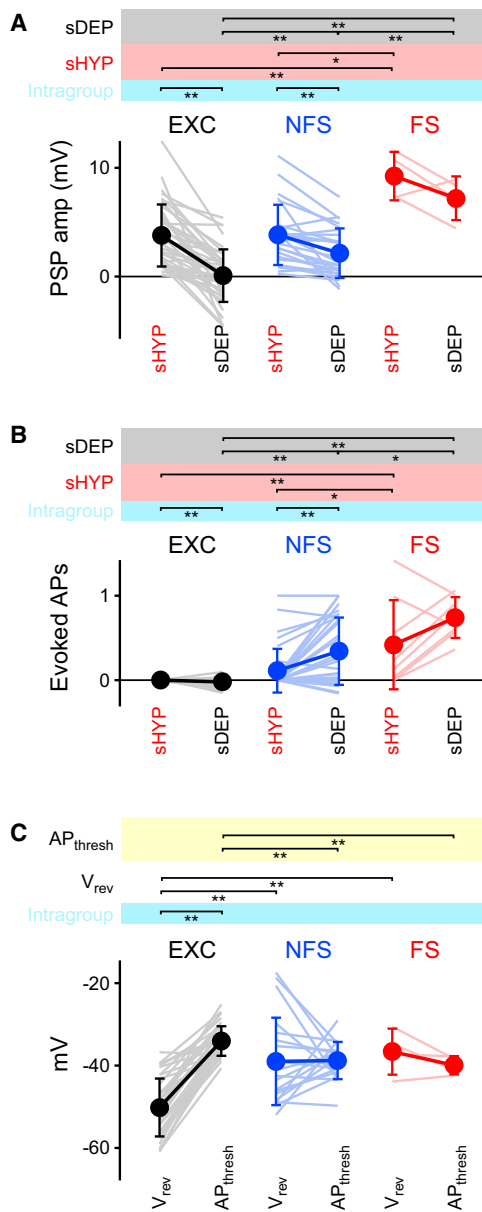 A
sDEP
**
** **
sHYP
*
**
Intragroup
** **
EXC NFS FS
PSP amp (mV)
10
0
sHYP sDEP sHYP sDEP sHYP sDEP
B
sDEP
**
** *
sHYP
**
*
Intragroup
** **
EXC NFS FS
Evoked APs
1
0
sHYP sDEP sHYP sDEP sHYP sDEP
C
APthresh
**
**
Vrev
**
**
Intragroup
**
EXC NFS FS
mV
-20
-40
-60
Vrev APthresh Vrev APthresh Vrev APthresh